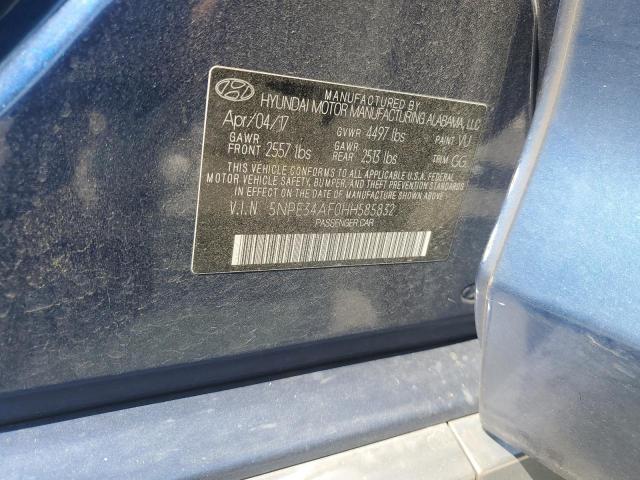 MANUFACTURED BY
HYUNDAI MOTOR MANUFACTURING ALABAMA, LLC
Apr/04/17 GVWR 4497 lbs PAINT VU
GAWR FRONT 2557 lbs GAWR REAR 2513 lbs TRIM GG
THIS VEHICLE CONFORMS TO ALL APPLICABLE U.S.A FEDERAL
MOTOR VEHICLE SAFETY, BUMPER, AND THEFT PREVENTION STANDARDS
IN EFFECT ON THE DATE OF MANUFACTURE SHOWN ABOVE.
V.I.N 5NPE34AF0HH585832
PASSENGER CAR